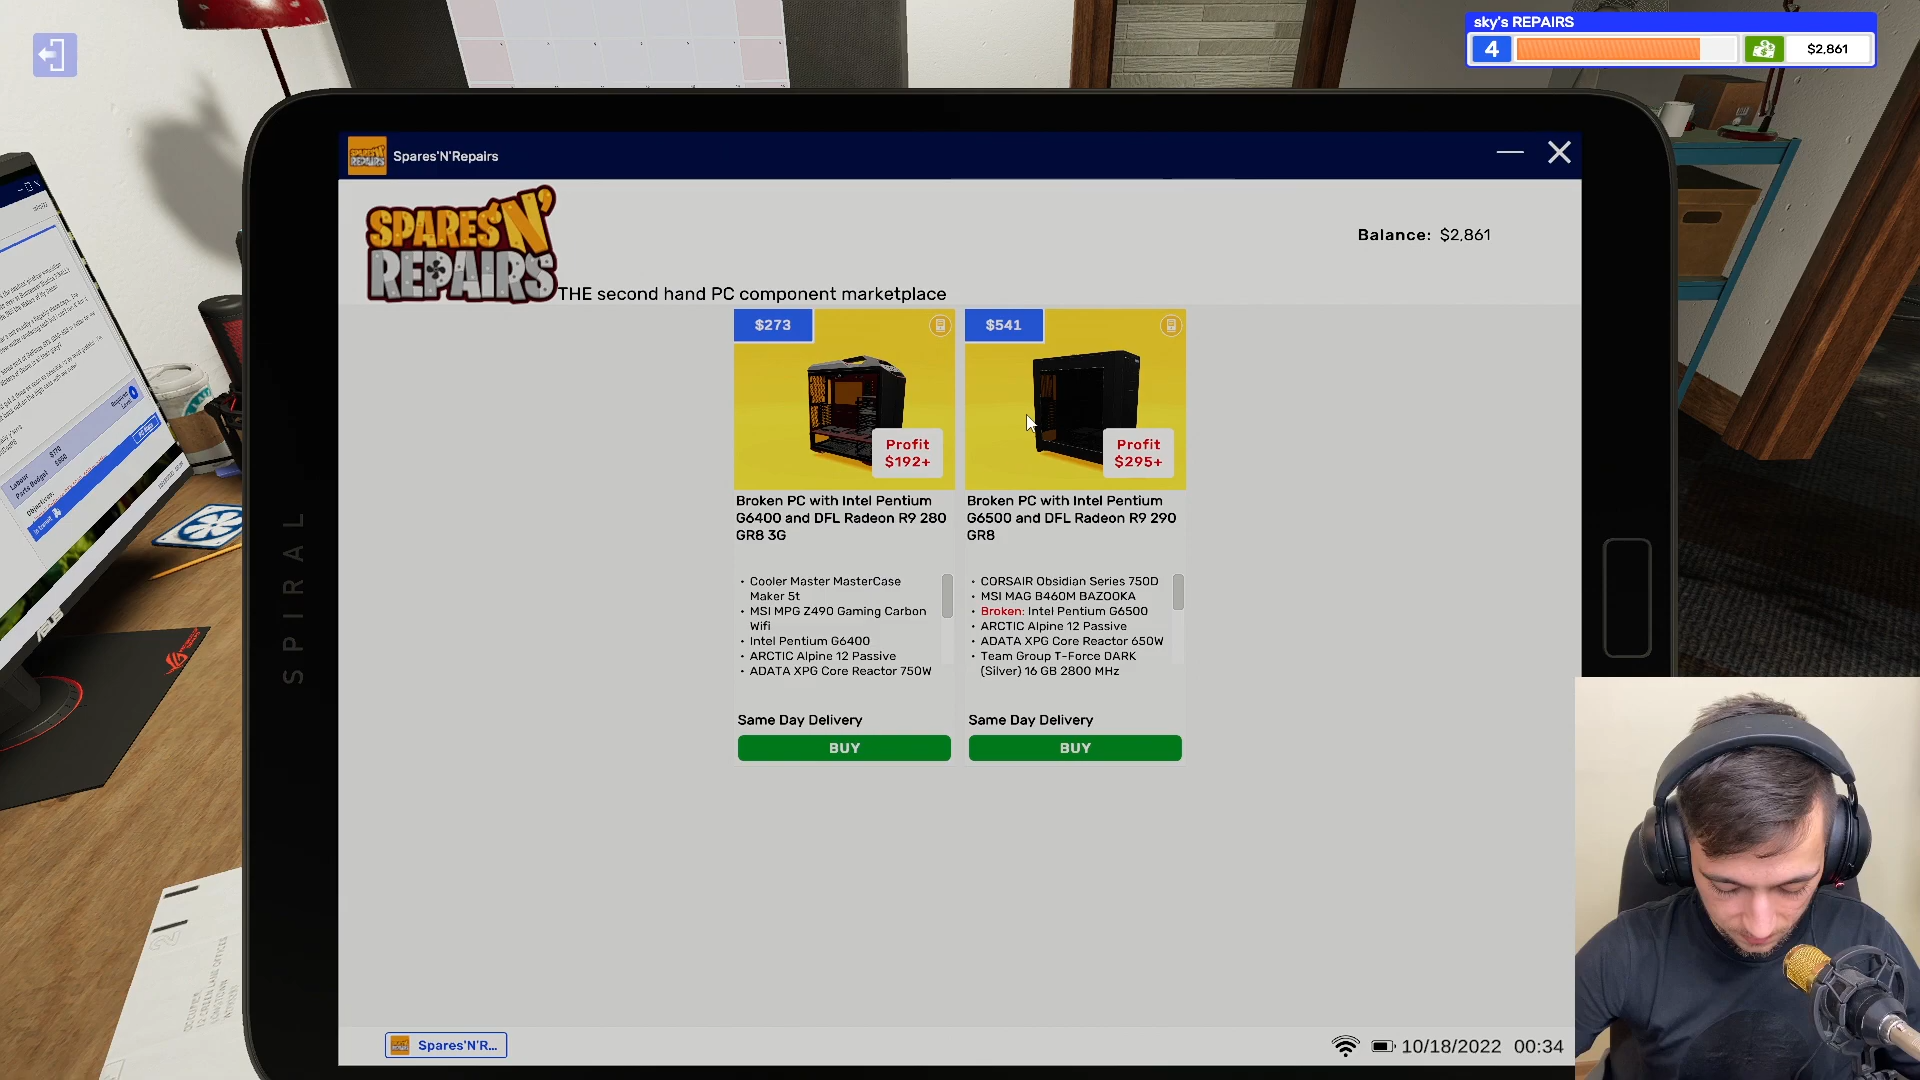 sky's REPAIRS
4
$2,861
Spares'N'Repairs
SPARES'N'
REPAIRS
THE second hand PC component marketplace
Balance: $2,861
$273
Profit
$192+
Broken PC with Intel Pentium
G6400 and DFL Radeon R9 280
GR8 3G
• Cooler Master MasterCase
Maker 5t
• MSI MPG Z490 Gaming Carbon
Wifi
• Intel Pentium G6400
• ARCTIC Alpine 12 Passive
• ADATA XPG Core Reactor 750W
Same Day Delivery
BUY
$541
Profit
$295+
Broken PC with Intel Pentium
G6500 and DFL Radeon R9 290
GR8
• CORSAIR Obsidian Series 750D
• MSI MAG B460M BAZOOKA
• Broken: Intel Pentium G6500
• ARCTIC Alpine 12 Passive
• ADATA XPG Core Reactor 650W
• Team Group T-Force DARK
(Silver) 16 GB 2800 MHz
Same Day Delivery
BUY
SPIRAL
Labour
Parts Budget
Objectives:
In transit
Spares'N'R...
10/18/2022 00:34